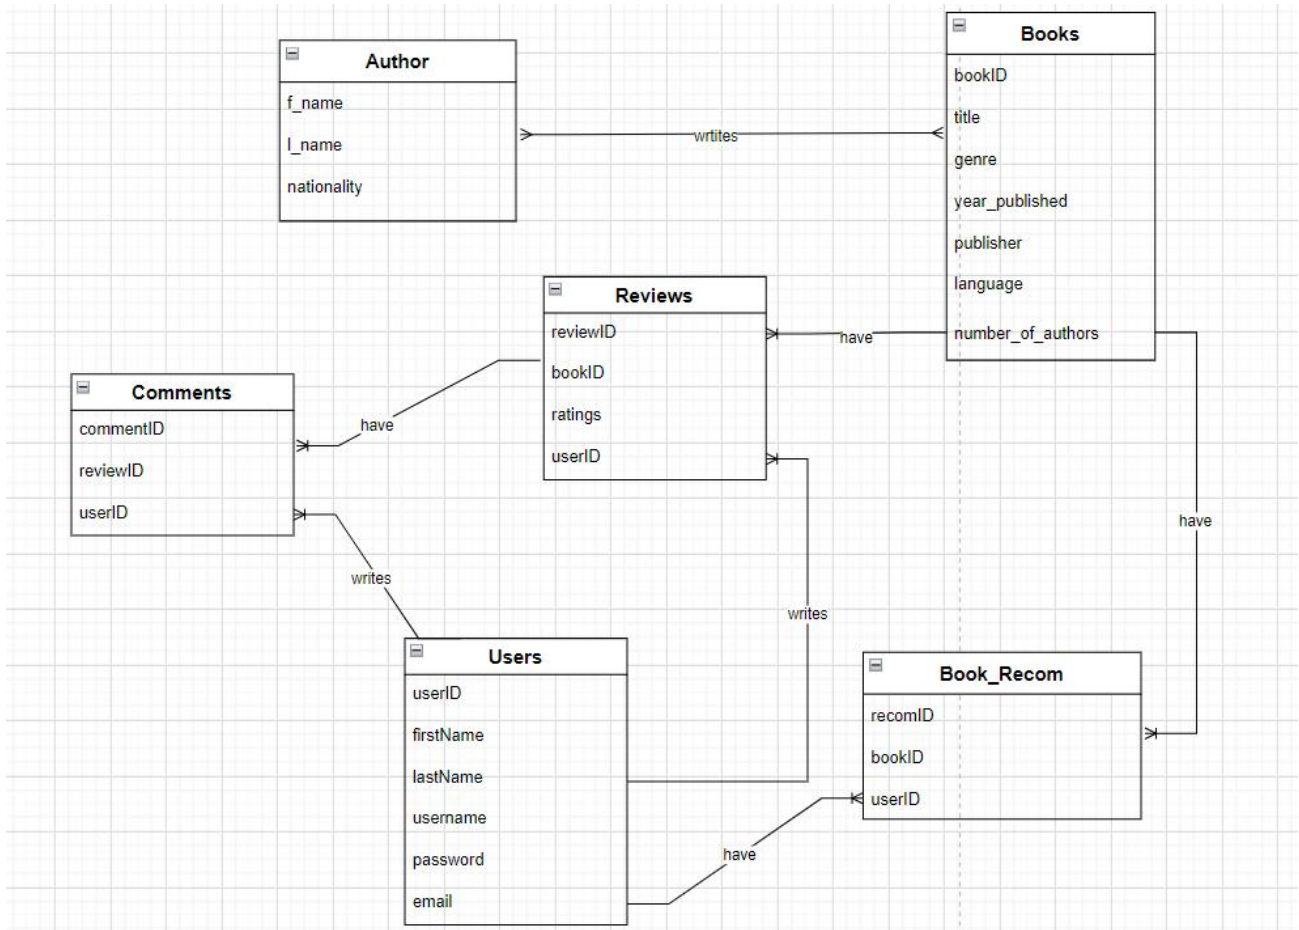 Author
f_name
l_name
nationality
wrtites
Books
bookID
title
genre
year_published
publisher
language
number_of_authors
Reviews
reviewID
bookID
ratings
userID
have
Comments
commentID
reviewID
userID
have
writes
writes
have
Users
userID
firstName
lastName
username
password
email
have
Book_Recom
recomID
bookID
userID